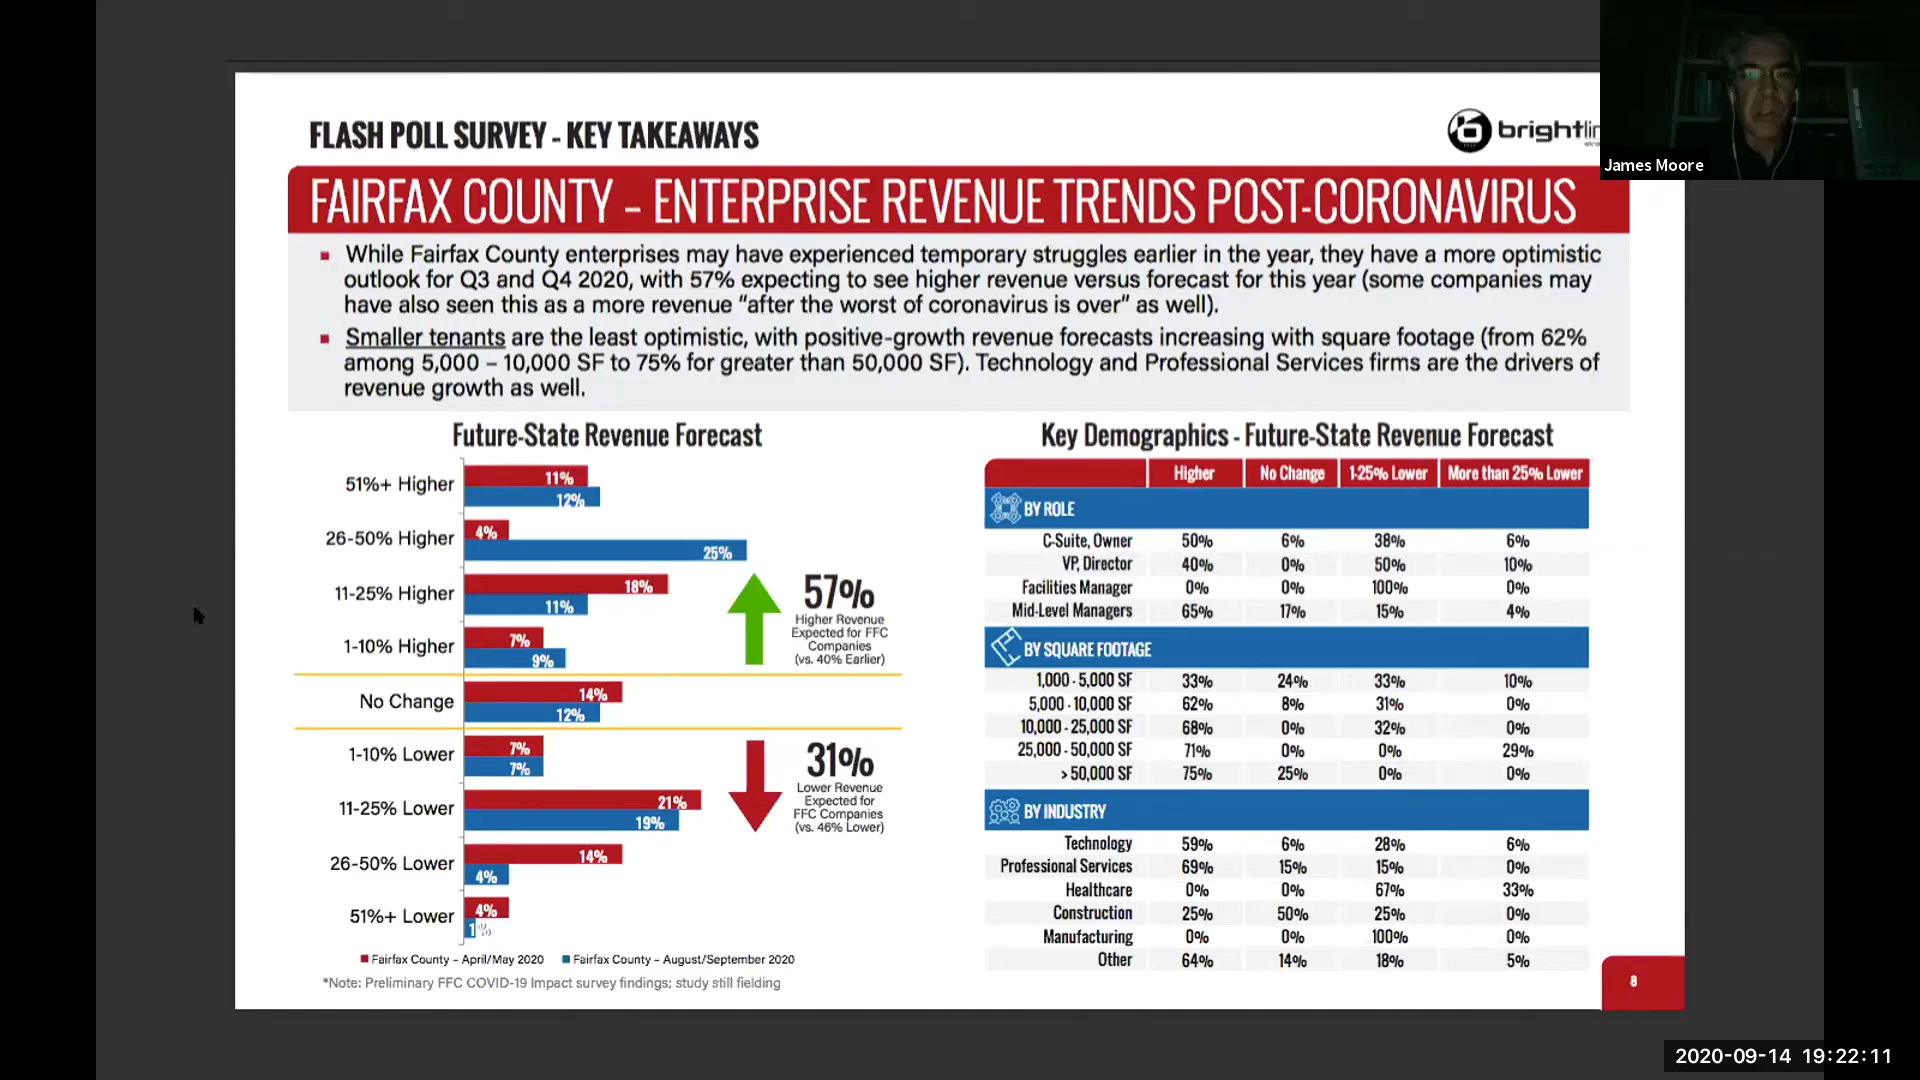 FLASH POLL SURVEY - KEY TAKEAWAYS
James Moore
FAIRFAX COUNTY – ENTERPRISE REVENUE TRENDS POST-CORONAVIRUS
While Fairfax County enterprises may have experienced temporary struggles earlier in the year, they have a more optimistic
outlook for Q3 and Q4 2020, with 57% expecting to see higher revenue versus forecast for this year (some companies may
have also seen this as a more revenue “after the worst of coronavirus is over” as well).
Smaller tenants are the least optimistic, with positive-growth revenue forecasts increasing with square footage (from 62%
among 5,000 – 10,000 SF to 75% for greater than 50,000 SF). Technology and Professional Services firms are the drivers of
revenue growth as well.
Future-State Revenue Forecast
51%+ Higher 11%
12%
26-50% Higher 4%
25%
11-25% Higher 18%
11%
1-10% Higher 7%
9%
No Change 14%
12%
1-10% Lower 7%
7%
11-25% Lower 21%
19%
26-50% Lower 14%
4%
51%+ Lower 4%
1%
57%
Higher Revenue
Expected for FFC
Companies
(vs. 40% Earlier)
31%
Lower Revenue
Expected for
FFC Companies
(vs. 46% Lower)
Fairfax County – April/May 2020 Fairfax County – August/September 2020
*Note: Preliminary FFC COVID-19 Impact survey findings; study still fielding
Key Demographics - Future-State Revenue Forecast
Higher No Change 1-25% Lower More than 25% Lower
BY ROLE
C-Suite, Owner 50% 6% 38% 6%
VP, Director 40% 0% 50% 10%
Facilities Manager 0% 0% 100% 0%
Mid-Level Managers 65% 17% 15% 4%
BY SQUARE FOOTAGE
1,000 - 5,000 SF 33% 24% 33% 10%
5,000 - 10,000 SF 62% 8% 31% 0%
10,000 - 25,000 SF 68% 0% 32% 0%
25,000 - 50,000 SF 71% 0% 0% 29%
> 50,000 SF 75% 25% 0% 0%
BY INDUSTRY
Technology 59% 6% 28% 6%
Professional Services 69% 15% 15% 0%
Healthcare 0% 0% 67% 33%
Construction 25% 50% 25% 0%
Manufacturing 0% 0% 100% 0%
Other 64% 14% 18% 5%
8
2020-09-14 19:22:11